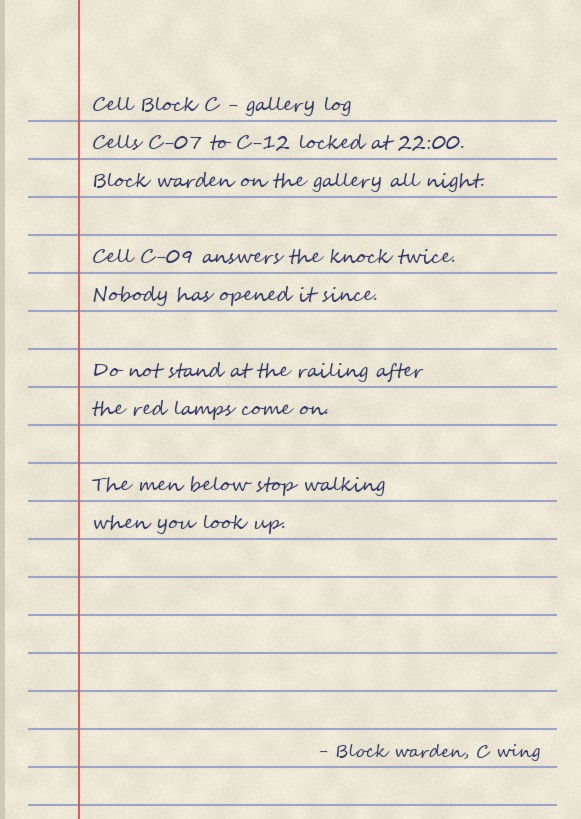 Cell Block C - gallery log
Cells C-07 to C-12 locked at 22:00.
Block warden on the gallery all night.
Cell C-09 answers the knock twice.
Nobody has opened it since.
Do not stand at the railing after
the red lamps come on.
The men below stop walking
when you look up.
- Block warden, C wing